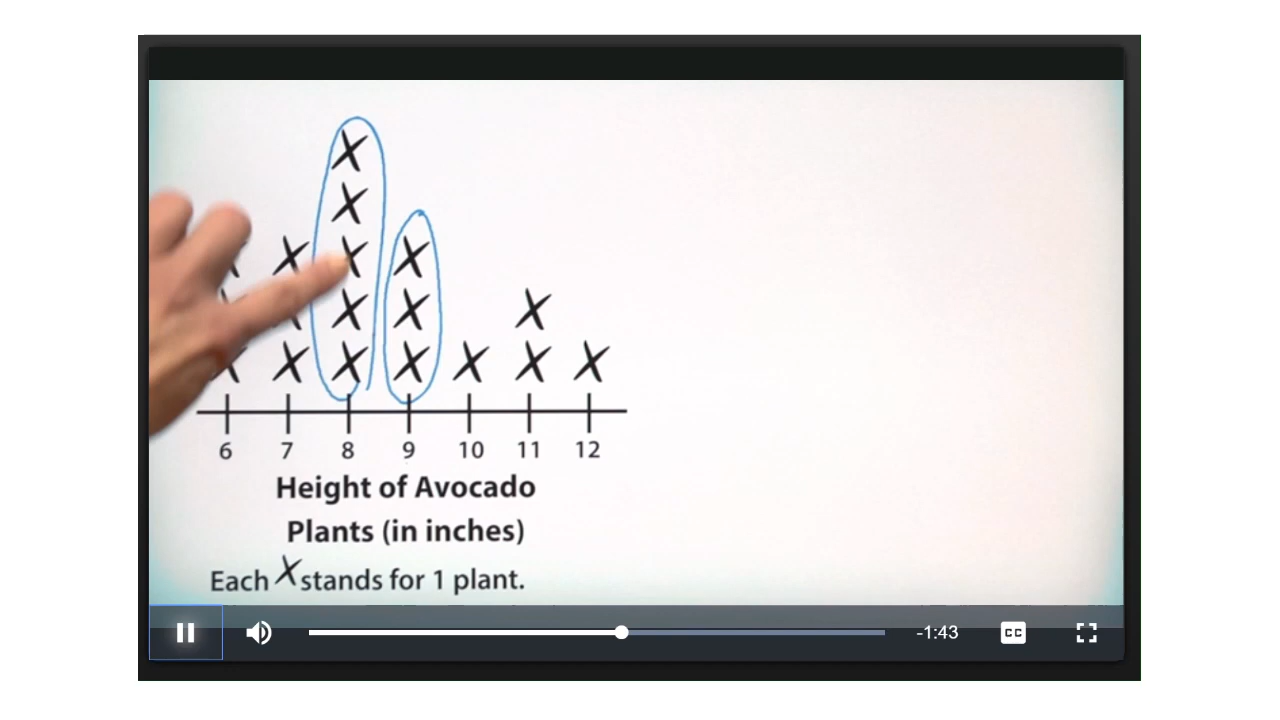 X
X
X X X X
X X X X X
X X X X X X X
6 7 8 9 10 11 12
Height of Avocado
Plants (in inches)
Each X stands for 1 plant.
-1:43
CC